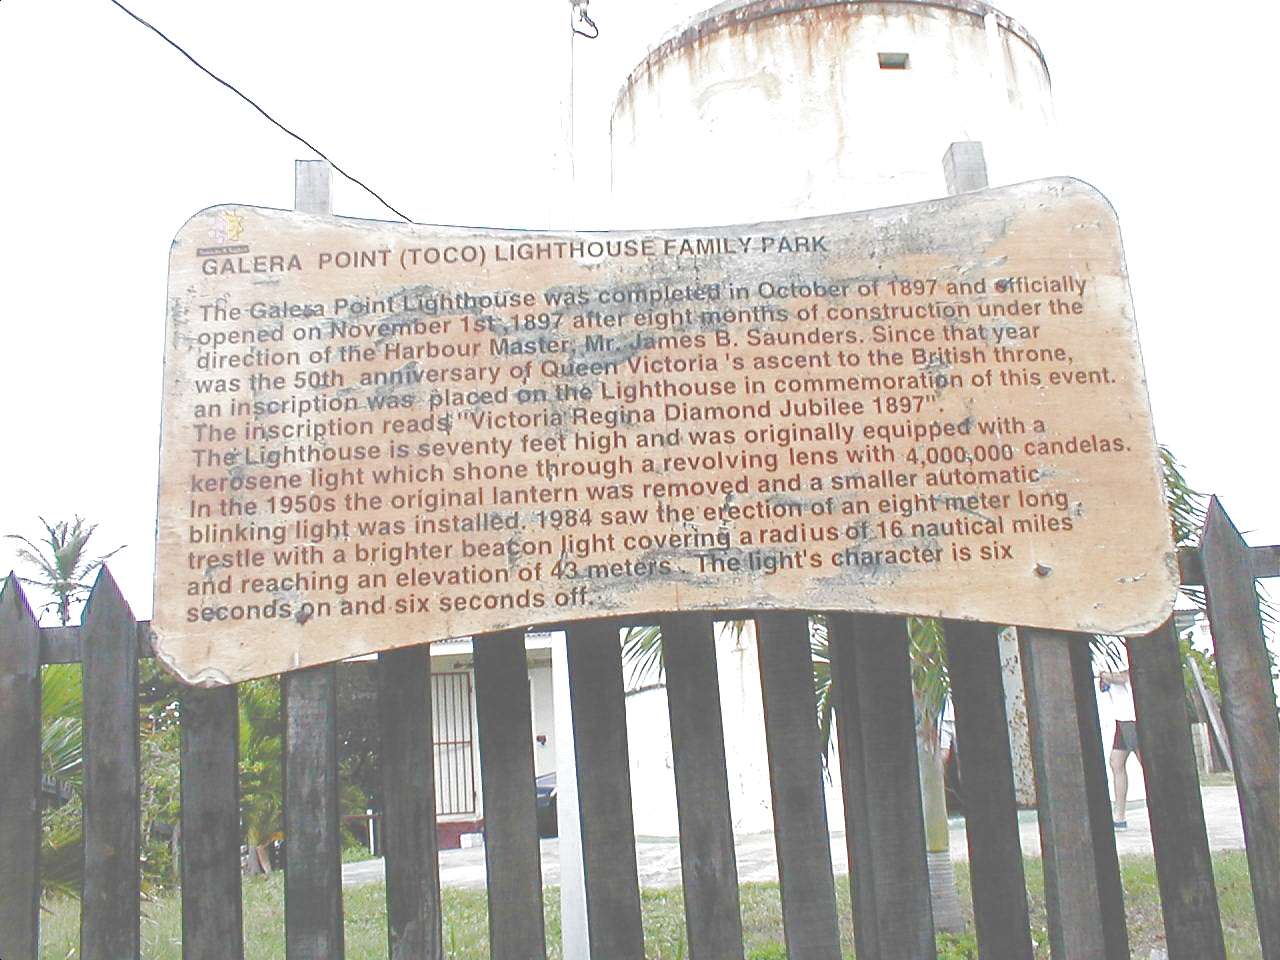 GALERA POINT (TOCO) LIGHTHOUSE FAMILY PARK
The Galera Point Lighthouse was completed in October of 1897 and officially
opened on November 1st 1897 after eight months of construction under the
direction of the Harbour Master, Mr. James B. Saunders. Since that year
was the 50th anniversary of Queen Victoria 's ascent to the British throne,
an inscription was placed on the Lighthouse in commemoration of this event.
The inscription reads "Victoria Regina Diamond Jubilee 1897".
The Lighthouse is seventy feet high and was originally equipped with a
kerosene light which shone through a revolving lens with 4,000,000 candelas.
In the 1950s the original lantern was removed and a smaller automatic
blinking light was installed. 1984 saw the erection of an eight meter long
trestle with a brighter beacon light covering a radius of 16 nautical miles
and reaching an elevation of 43 meters . The light's character is six
seconds on and six seconds off.